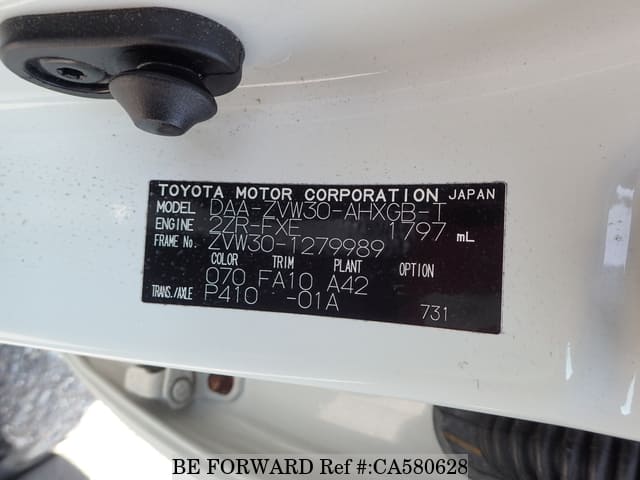 TOYOTA MOTOR CORPORATION JAPAN
MODEL DAA-ZVW30-AHXGB-T
ENGINE 2ZR-FXE 1797 mL
FRAME No. ZVW30-1279989
COLOR TRIM PLANT OPTION
070 FA10 A42
TRANS./AXLE P410 -01A
731
BE FORWARD Ref #:CA580628